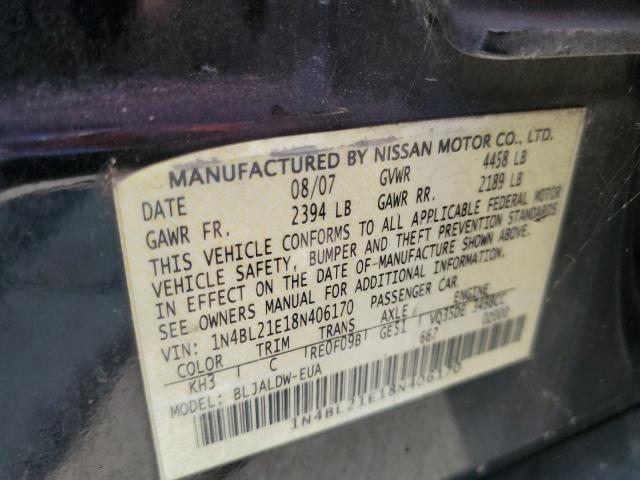 MANUFACTURED BY NISSAN MOTOR CO., LTD.
DATE 08/07 GVWR 4458 LB
GAWR FR. 2394 LB GAWR RR. 2189 LB
THIS VEHICLE CONFORMS TO ALL APPLICABLE FEDERAL MOTOR
VEHICLE SAFETY, BUMPER AND THEFT PREVENTION STANDARDS
IN EFFECT ON THE DATE OF MANUFACTURE SHOWN ABOVE.
SEE OWNERS MANUAL FOR ADDITIONAL INFORMATION.
VIN: 1N4BL21E18N406170 PASSENGER CAR
COLOR TRIM TRANS AXLE ENGINE
KH3 C RE0F09B GE51 VQ35DE 3498CC
MODEL: BLJALDW-EUA 667 02000
1N4BL21E18N406170